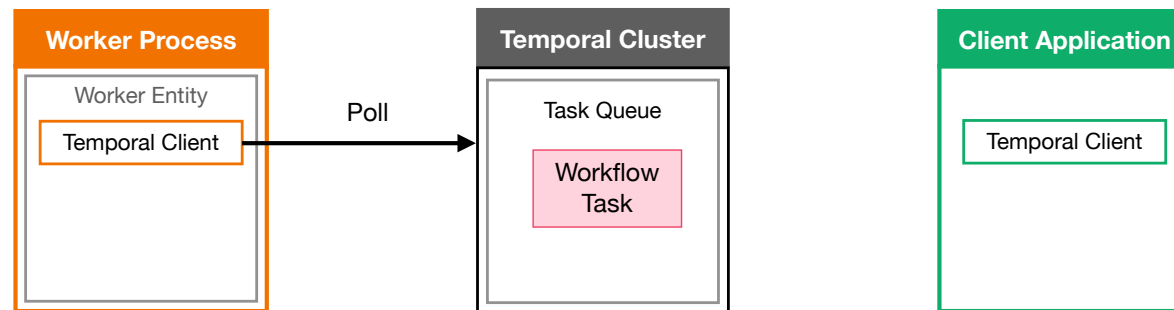 Worker Process
Worker Entity
Temporal Client
Poll
Temporal Cluster
Task Queue
Workflow
Task
Client Application
Temporal Client